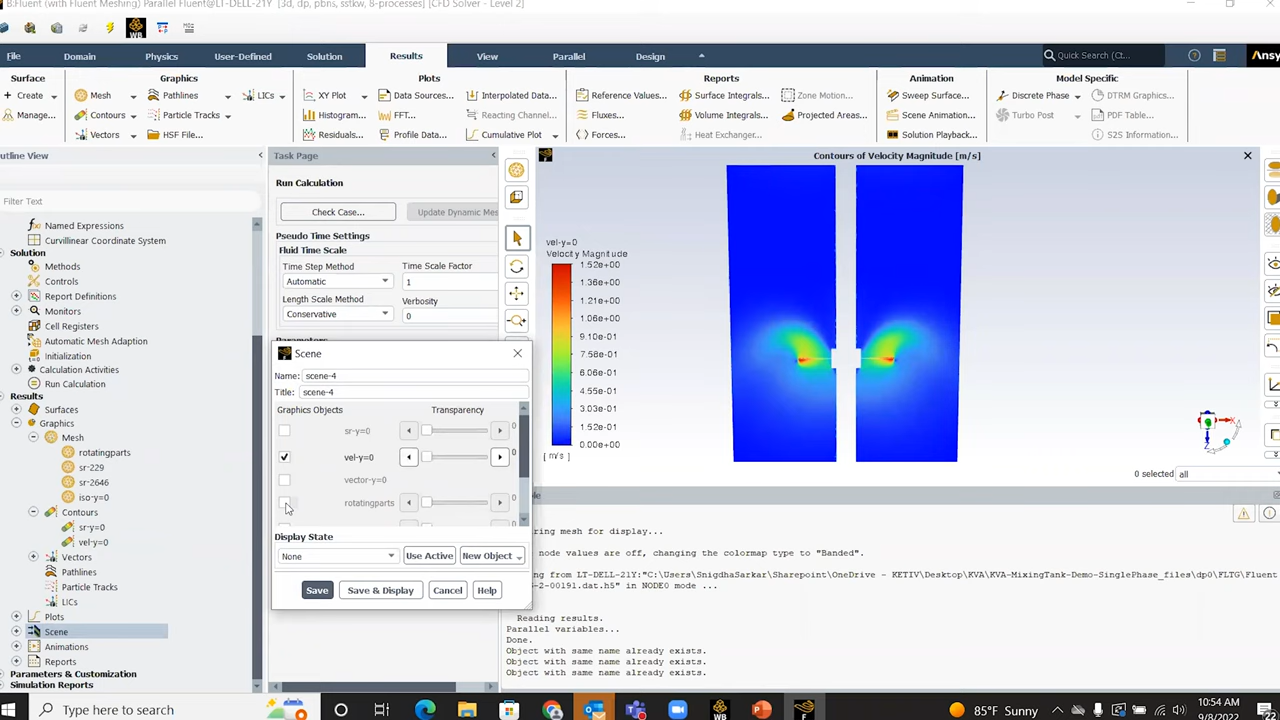 B:Fluent (with Fluent Meshing) Parallel Fluent@LT-DELL-21Y [3d, dp, pbns, sstkw, 8-processes] [CFD Solver - Level 2]
WB
File Domain Physics User-Defined Solution Results View Parallel Design Quick Search (Ct... Ansy
Surface Graphics Plots Reports Animation Model Specific
Create Mesh Pathlines LICs XY Plot Data Sources... Interpolated Data... Reference Values... Surface Integrals... Zone Motion... Sweep Surface... Discrete Phase DTRM Graphics...
Manage... Contours Particle Tracks Histogram... FFT... Reacting Channel... Fluxes... Volume Integrals... Projected Areas... Scene Animation... Turbo Post PDF Table...
Vectors HSF File... Residuals... Profile Data... Cumulative Plot Forces... Heat Exchanger... Solution Playback... S2S Information...
utline View
Filter Text
Named Expressions
Curvillinear Coordinate System
Solution
Methods
Controls
Report Definitions
Monitors
Cell Registers
Automatic Mesh Adaption
Initialization
Calculation Activities
Run Calculation
Results
Surfaces
Graphics
Mesh
rotatingparts
sr-229
sr-2646
iso-y=0
Contours
sr-y=0
vel-y=0
Vectors
Pathlines
Particle Tracks
LICs
Plots
Scene
Animations
Reports
Parameters & Customization
Simulation Reports
Task Page
Run Calculation
Check Case... Update Dynamic Mes
Pseudo Time Settings
Fluid Time Scale
Time Step Method Time Scale Factor
Automatic 1
Length Scale Method Verbosity
Conservative 0
Parameters
Scene
Name: scene-4
Title: scene-4
Graphics Objects Transparency
sr-y=0 0
vel-y=0 0
vector-y=0
rotatingparts 0
Display State
None Use Active New Object
Save Save & Display Cancel Help
Contours of Velocity Magnitude [m/s]
vel-y=0
Velocity Magnitude
1.52e+00
1.36e+00
1.21e+00
1.06e+00
9.10e-01
7.58e-01
6.07e-01
4.55e-01
3.03e-01
1.52e-01
0.00e+00
[ m/s ]
0 selected all
ring mesh for display...
node values are off, changing the colormap type to "Banded".
ing from LT-DELL-21Y:"C:\Users\SnigdhaSarkar\Sharepoint\OneDrive - KETIV\Desktop\KVA\KVA-MixingTank-Demo-SinglePhase_files\dp0\FLTG\Fluent
-2-00191.dat.h5" in NODE0 mode ...
Reading results.
Parallel variables...
Done.
Object with same name already exists.
Object with same name already exists.
Object with same name already exists.
Type here to search
85°F Sunny
10:54 AM
9/8/